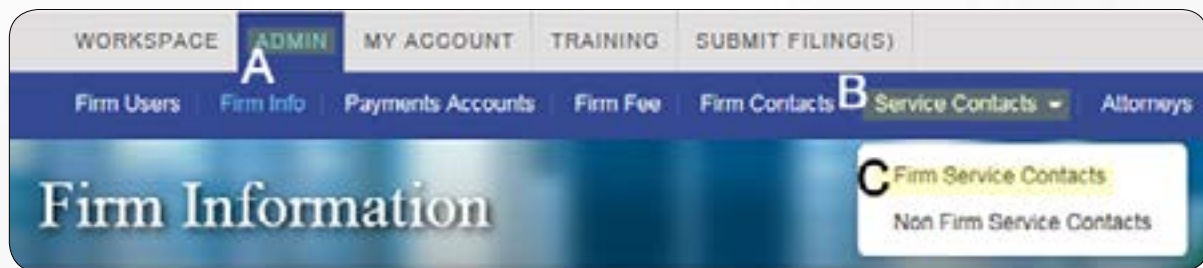 WORKSPACE ADMIN MY ACCOUNT TRAINING SUBMIT FILING(S)
A
Firm Users Firm Info Payments Accounts Firm Fee Firm Contacts B Service Contacts Attorneys
C Firm Service Contacts
Firm Information
Non Firm Service Contacts